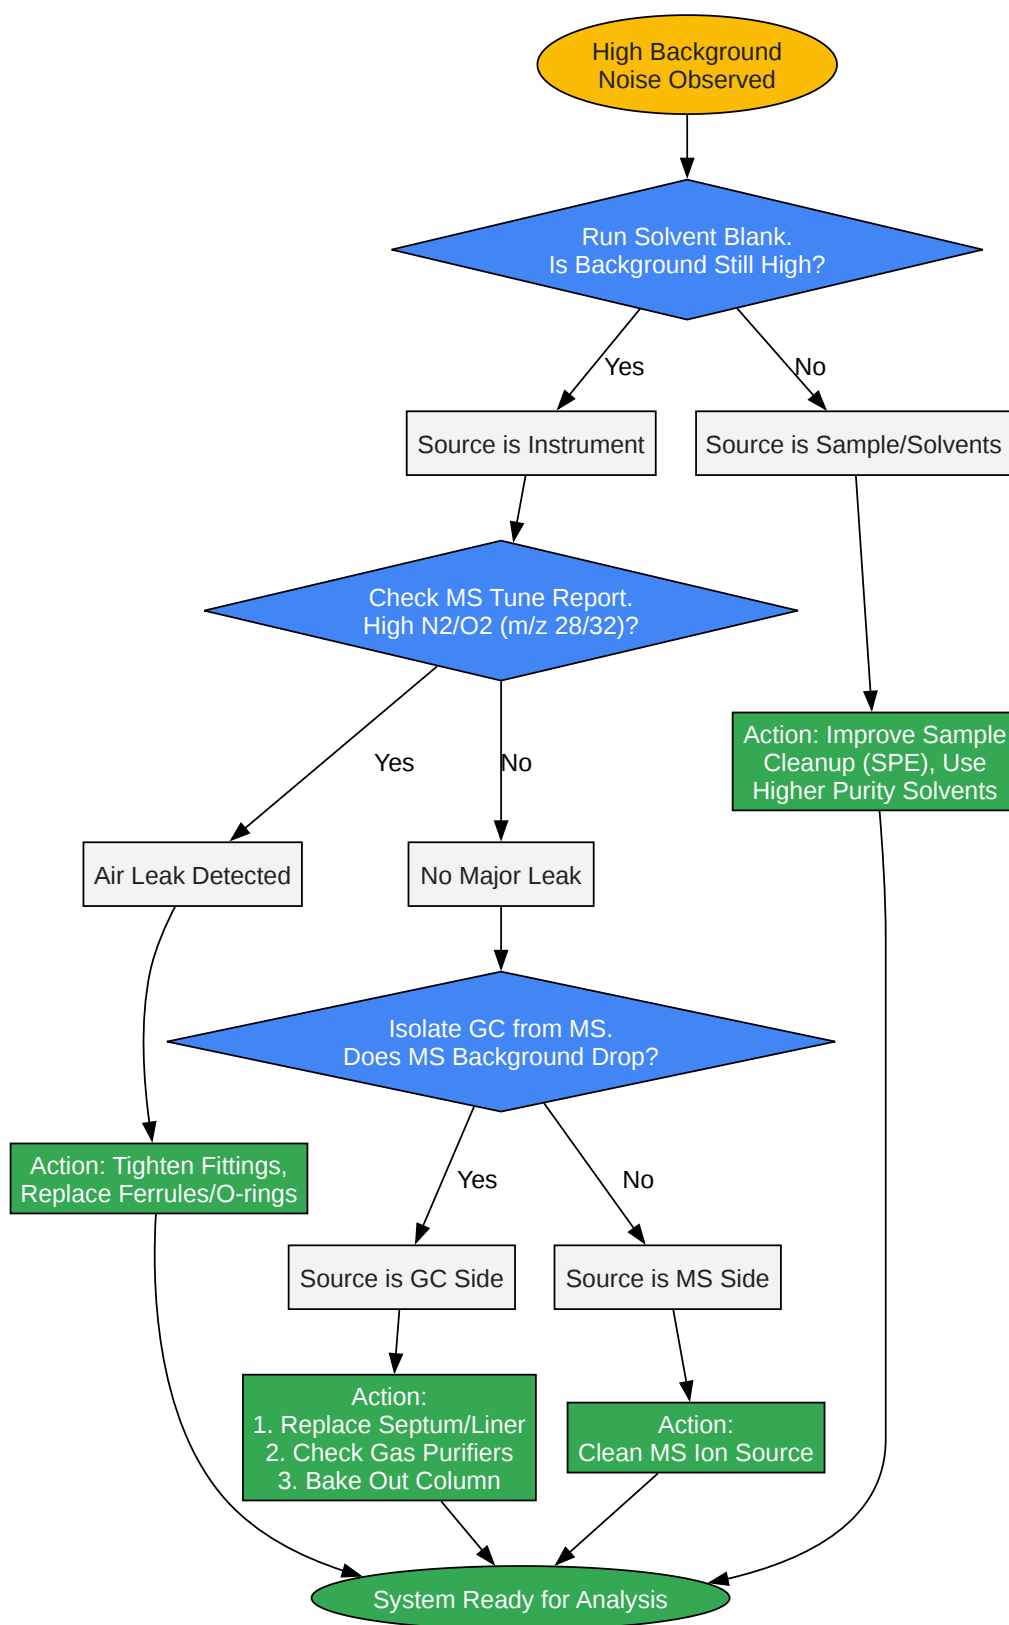 High Background
Noise Observed
Run Solvent Blank.
Is Background Still High?
Yes
No
Source is Instrument
Source is Sample/Solvents
Check MS Tune Report.
High N2/O2 (m/z 28/32)?
Action: Improve Sample
Cleanup (SPE), Use
Higher Purity Solvents
Yes
No
Air Leak Detected
No Major Leak
Isolate GC from MS.
Does MS Background Drop?
Action: Tighten Fittings,
Replace Ferrules/O-rings
Yes
No
Source is GC Side
Source is MS Side
Action:
1. Replace Septum/Liner
2. Check Gas Purifiers
3. Bake Out Column
Action:
Clean MS Ion Source
System Ready for Analysis